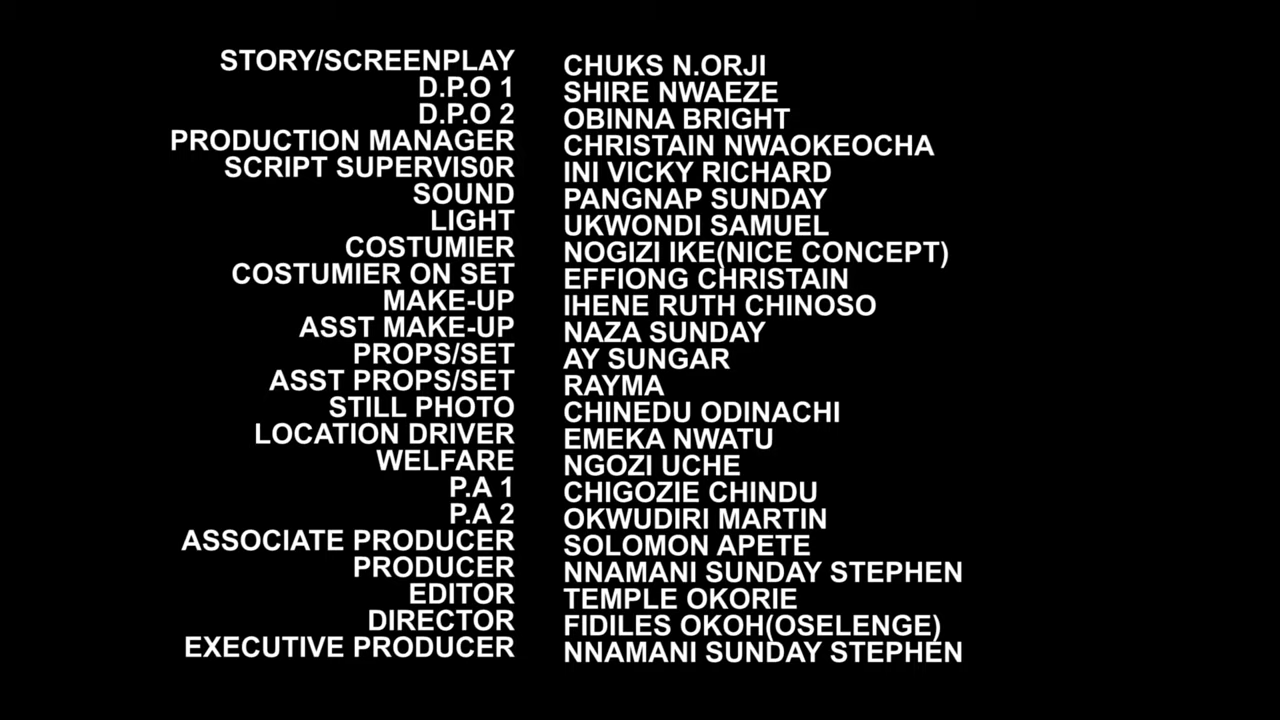 STORY/SCREENPLAY CHUKS N.ORJI
D.P.O 1 SHIRE NWAEZE
D.P.O 2 OBINNA BRIGHT
PRODUCTION MANAGER CHRISTAIN NWAOKEOCHA
SCRIPT SUPERVIS0R INI VICKY RICHARD
SOUND PANGNAP SUNDAY
LIGHT UKWONDI SAMUEL
COSTUMIER NOGIZI IKE(NICE CONCEPT)
COSTUMIER ON SET EFFIONG CHRISTAIN
MAKE-UP IHENE RUTH CHINOSO
ASST MAKE-UP NAZA SUNDAY
PROPS/SET AY SUNGAR
ASST PROPS/SET RAYMA
STILL PHOTO CHINEDU ODINACHI
LOCATION DRIVER EMEKA NWATU
WELFARE NGOZI UCHE
P.A 1 CHIGOZIE CHINDU
P.A 2 OKWUDIRI MARTIN
ASSOCIATE PRODUCER SOLOMON APETE
PRODUCER NNAMANI SUNDAY STEPHEN
EDITOR TEMPLE OKORIE
DIRECTOR FIDILES OKOH(OSELENGE)
EXECUTIVE PRODUCER NNAMANI SUNDAY STEPHEN